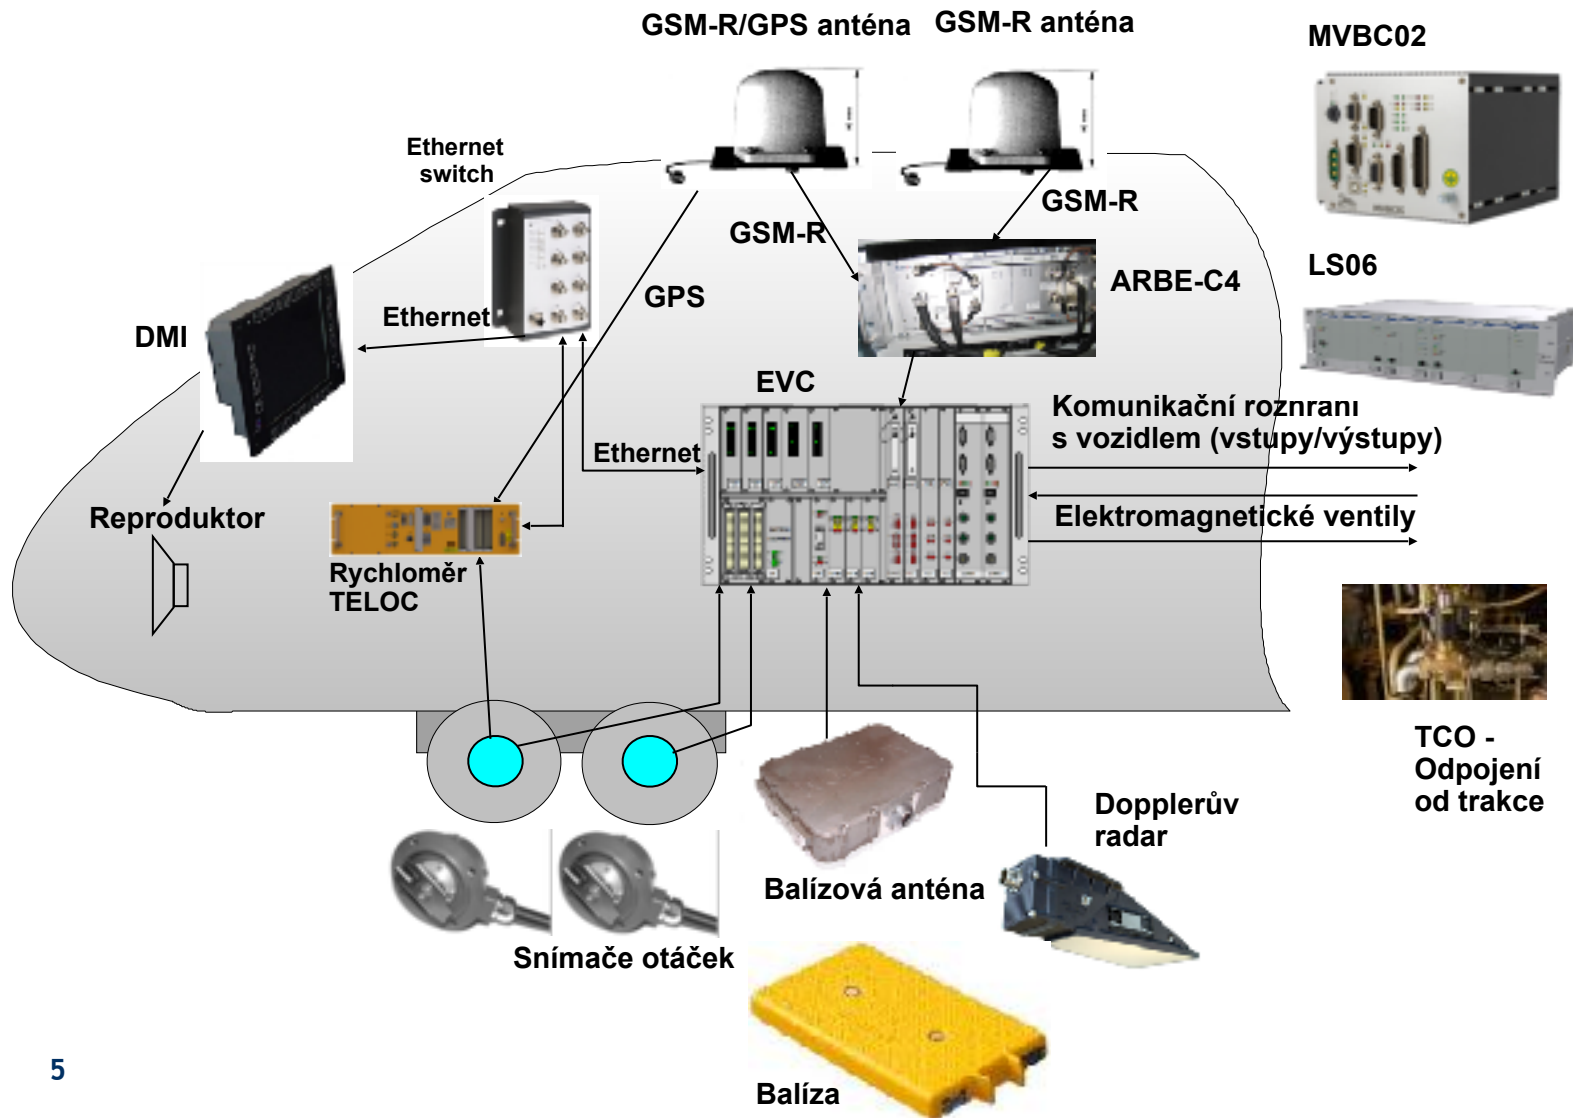 GSM-R/GPS anténa
GSM-R anténa
MVBC02
Ethernet
switch
GSM-R
GSM-R
LS06
ARBE-C4
GPS
Ethernet
DMI
EVC
Komunikační roznranı
s vozidlem (vstupy/výstupy)
Ethernet
Elektromagnetické ventily
Reproduktor
Rychloměr
TELOC
TCO -
Odpojení
od trakce
Dopplerův
radar
Balízová anténa
Snímače otáček
Balíza
5